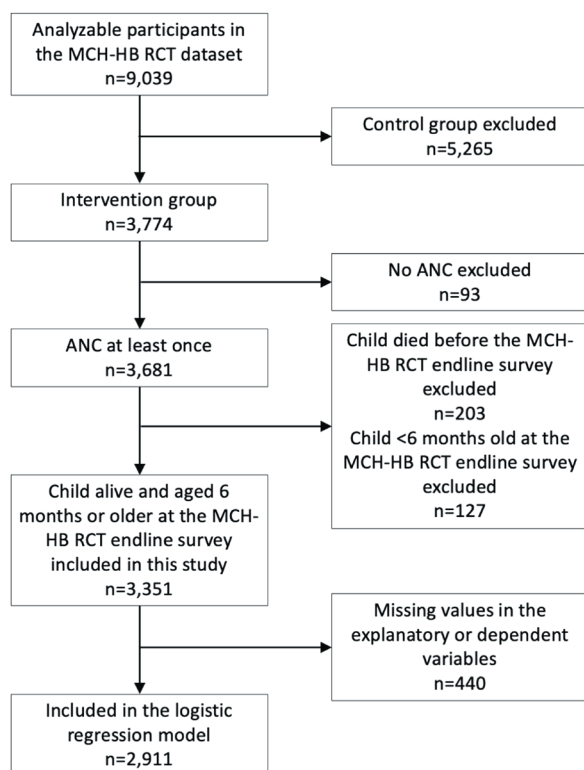 Analyzable participants in
the MCH-HB RCT dataset
n=9,039
Control group excluded
n=5,265
Intervention group
n=3,774
No ANC excluded
n=93
ANC at least once
n=3,681
Child died before the MCH-
HB RCT endline survey
excluded
n=203
Child <6 months old at the
MCH-HB RCT endline survey
excluded
n=127
Child alive and aged 6
months or older at the MCH-
HB RCT endline survey
included in this study
n=3,351
Missing values in the
explanatory or dependent
variables
n=440
Included in the logistic
regression model
n=2,911